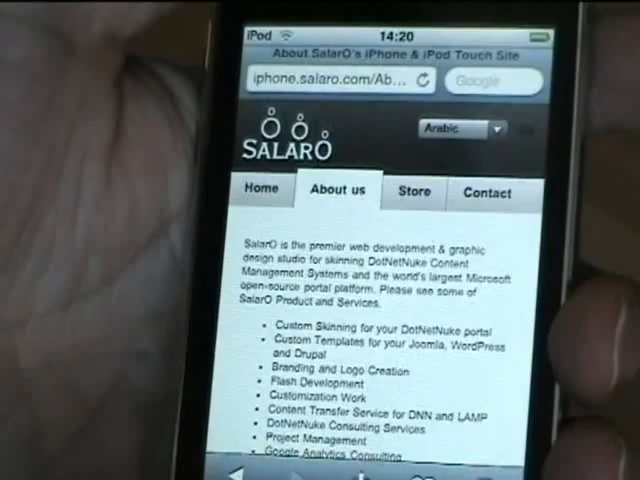 iPod 14:20
About SalarO's iPhone & iPod Touch Site
iphone.salaro.com/Ab... Google
Arabic
SALARO
Home About us Store Contact
SalarO is the premier web development & graphic
design studio for skinning DotNetNuke Content
Management Systems and the world's largest Microsoft
open-source portal platform. Please see some of
SalarO Product and Services.
• Custom Skinning for your DotNetNuke portal
• Custom Templates for your Joomla, WordPress
and Drupal
• Branding and Logo Creation
• Flash Development
• Customization Work
• Content Transfer Service for DNN and LAMP
• DotNetNuke Consulting Services
• Project Management
• Google Analytics Consulting